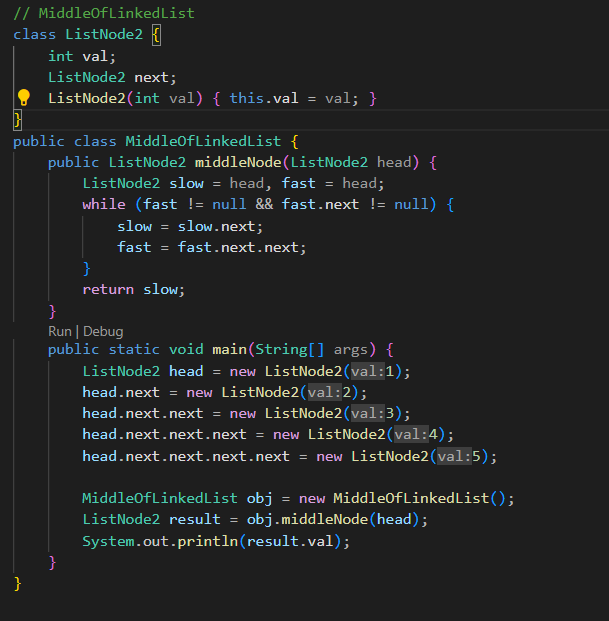 // MiddleOfLinkedList
class ListNode2 {
    int val;
    ListNode2 next;
    ListNode2(int val) { this.val = val; }
}
public class MiddleOfLinkedList {
    public ListNode2 middleNode(ListNode2 head) {
        ListNode2 slow = head, fast = head;
        while (fast != null && fast.next != null) {
            slow = slow.next;
            fast = fast.next.next;
        }
        return slow;
    }
    Run | Debug
    public static void main(String[] args) {
        ListNode2 head = new ListNode2(val:1);
        head.next = new ListNode2(val:2);
        head.next.next = new ListNode2(val:3);
        head.next.next.next = new ListNode2(val:4);
        head.next.next.next.next = new ListNode2(val:5);

        MiddleOfLinkedList obj = new MiddleOfLinkedList();
        ListNode2 result = obj.middleNode(head);
        System.out.println(result.val);
    }
}